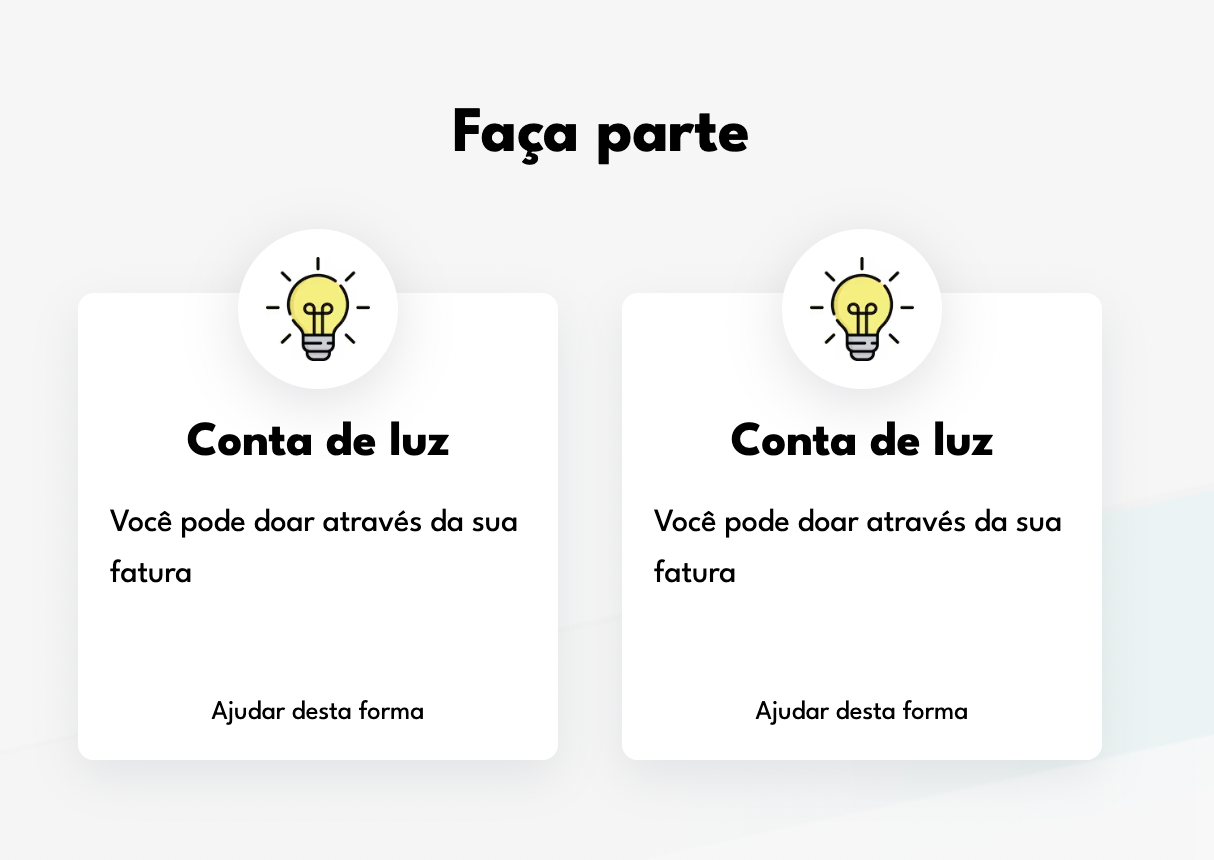 Faça parte
Conta de luz
Você pode doar através da sua
fatura
Ajudar desta forma
Conta de luz
Você pode doar através da sua
fatura
Ajudar desta forma